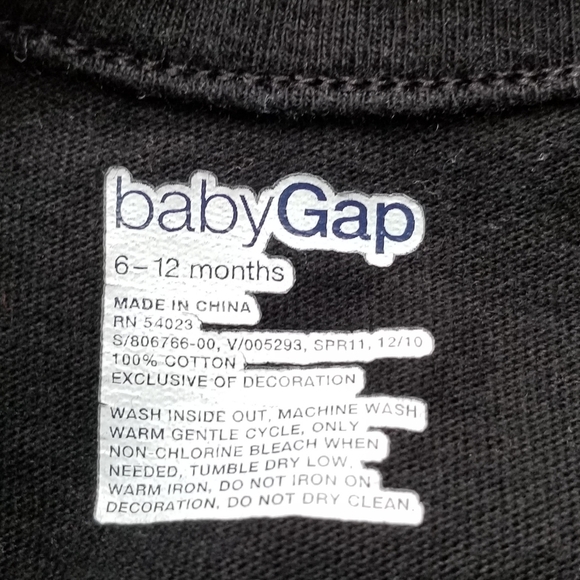 babyGap
6–12 months
MADE IN CHINA
RN 54023
S/806766-00, V/005293, SPR11, 12/10
100% COTTON
EXCLUSIVE OF DECORATION
WASH INSIDE OUT, MACHINE WASH
WARM GENTLE CYCLE, ONLY
NON-CHLORINE BLEACH WHEN
NEEDED, TUMBLE DRY LOW.
WARM IRON, DO NOT IRON ON
DECORATION, DO NOT DRY CLEAN.